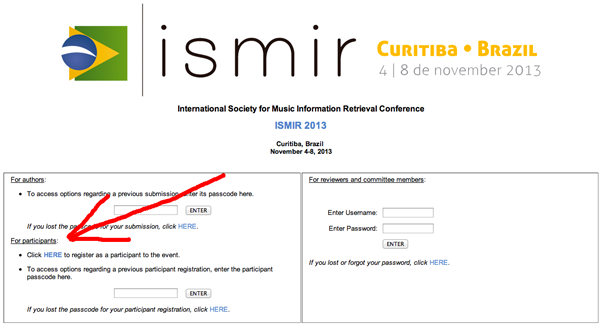 ismir
CURITIBA • BRAZIL
4 | 8 de november 2013
International Society for Music Information Retrieval Conference
ISMIR 2013
Curitiba, Brazil
November 4-8, 2013
For authors:
• To access options regarding a previous submission, enter its passcode here.
ENTER
If you lost the passcode for your submission, click HERE.
For participants:
• Click HERE to register as a participant to the event.
• To access options regarding a previous participant registration, enter the participant
passcode here.
ENTER
If you lost the passcode for your participant registration, click HERE.
For reviewers and committee members:
Enter Username:
Enter Password:
ENTER
If you lost or forgot your password, click HERE.